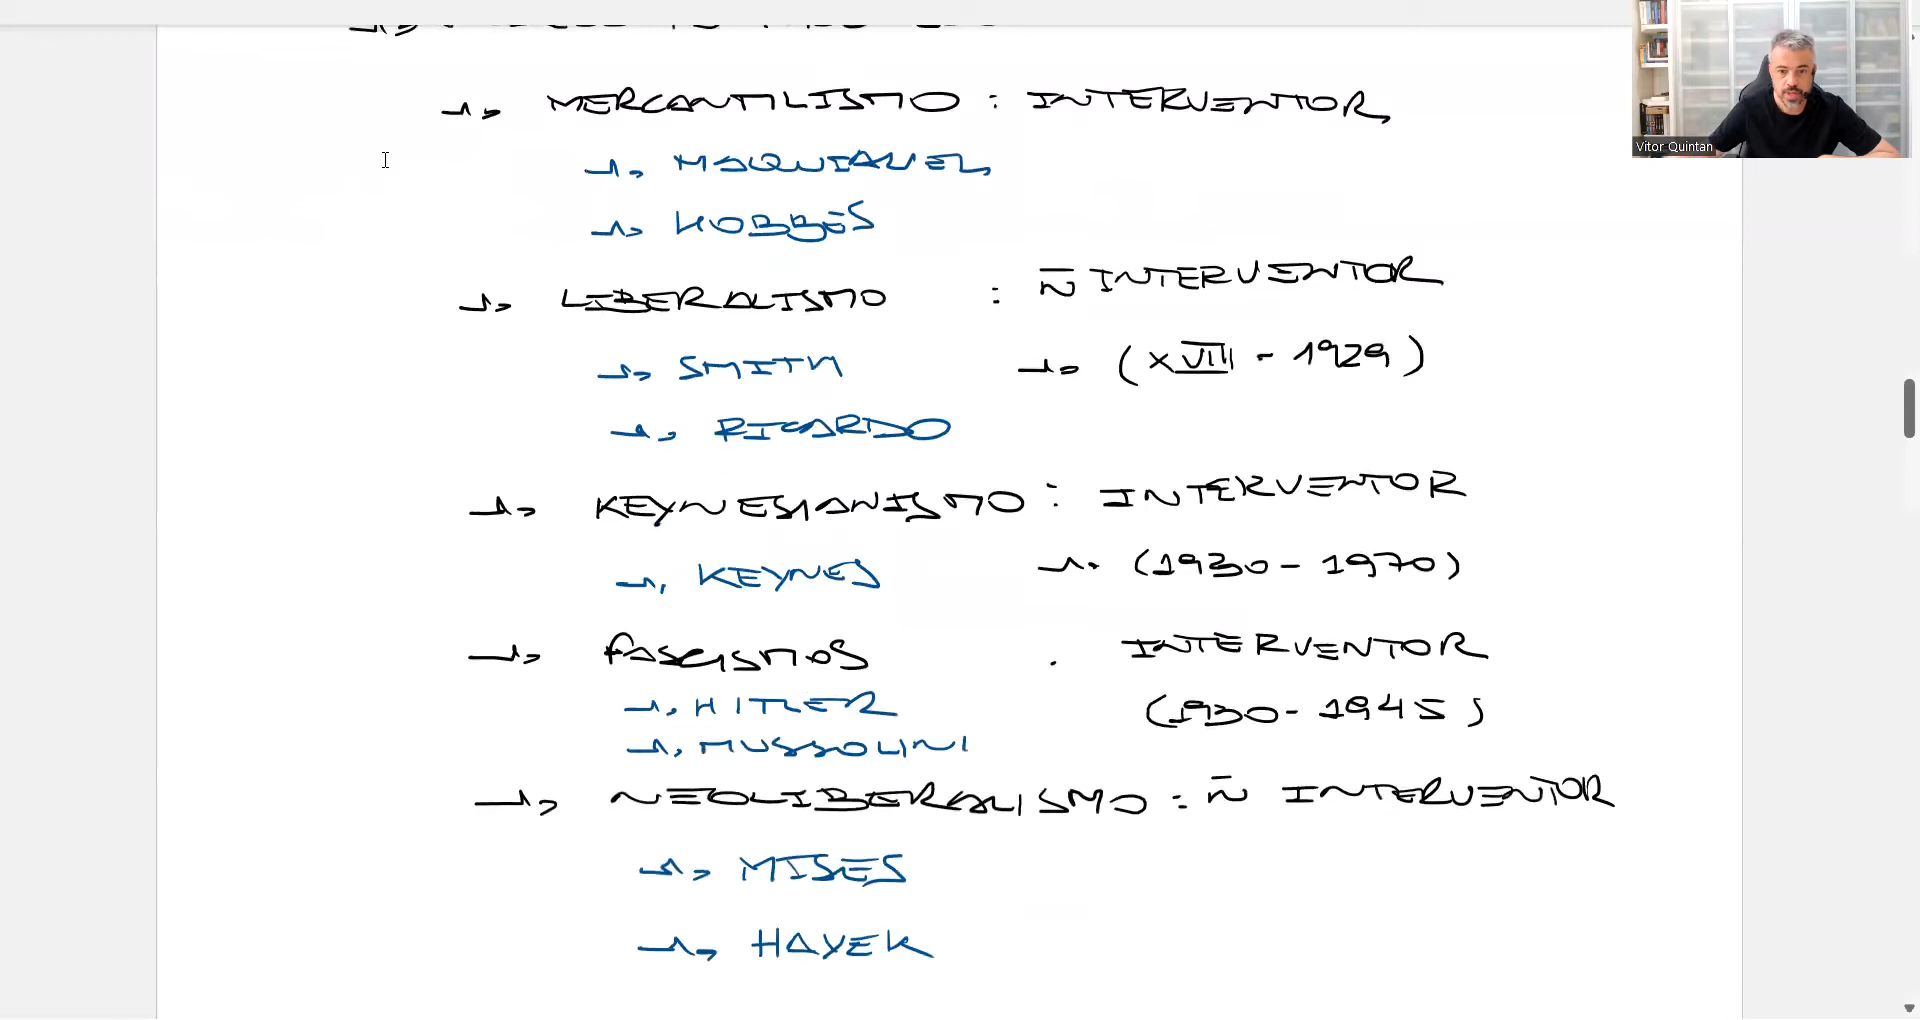 → MERCANTILISMO : INTERVENTOR
→ MAQUIAVEL
→ HOBBES
→ LIBERALISMO : Ñ INTERVENTOR
→ SMITH → (XVIII - 1929)
→ RICARDO
→ KEYNESIANISMO : INTERVENTOR
→ KEYNES → (1930 - 1970)
→ FASCISMOS . INTERVENTOR
→ HITLER (1930 - 1945)
→ MUSSOLINI
→ NEOLIBERALISMO : Ñ INTERVENTOR
→ MISES
→ HAYEK
Vitor Quintan